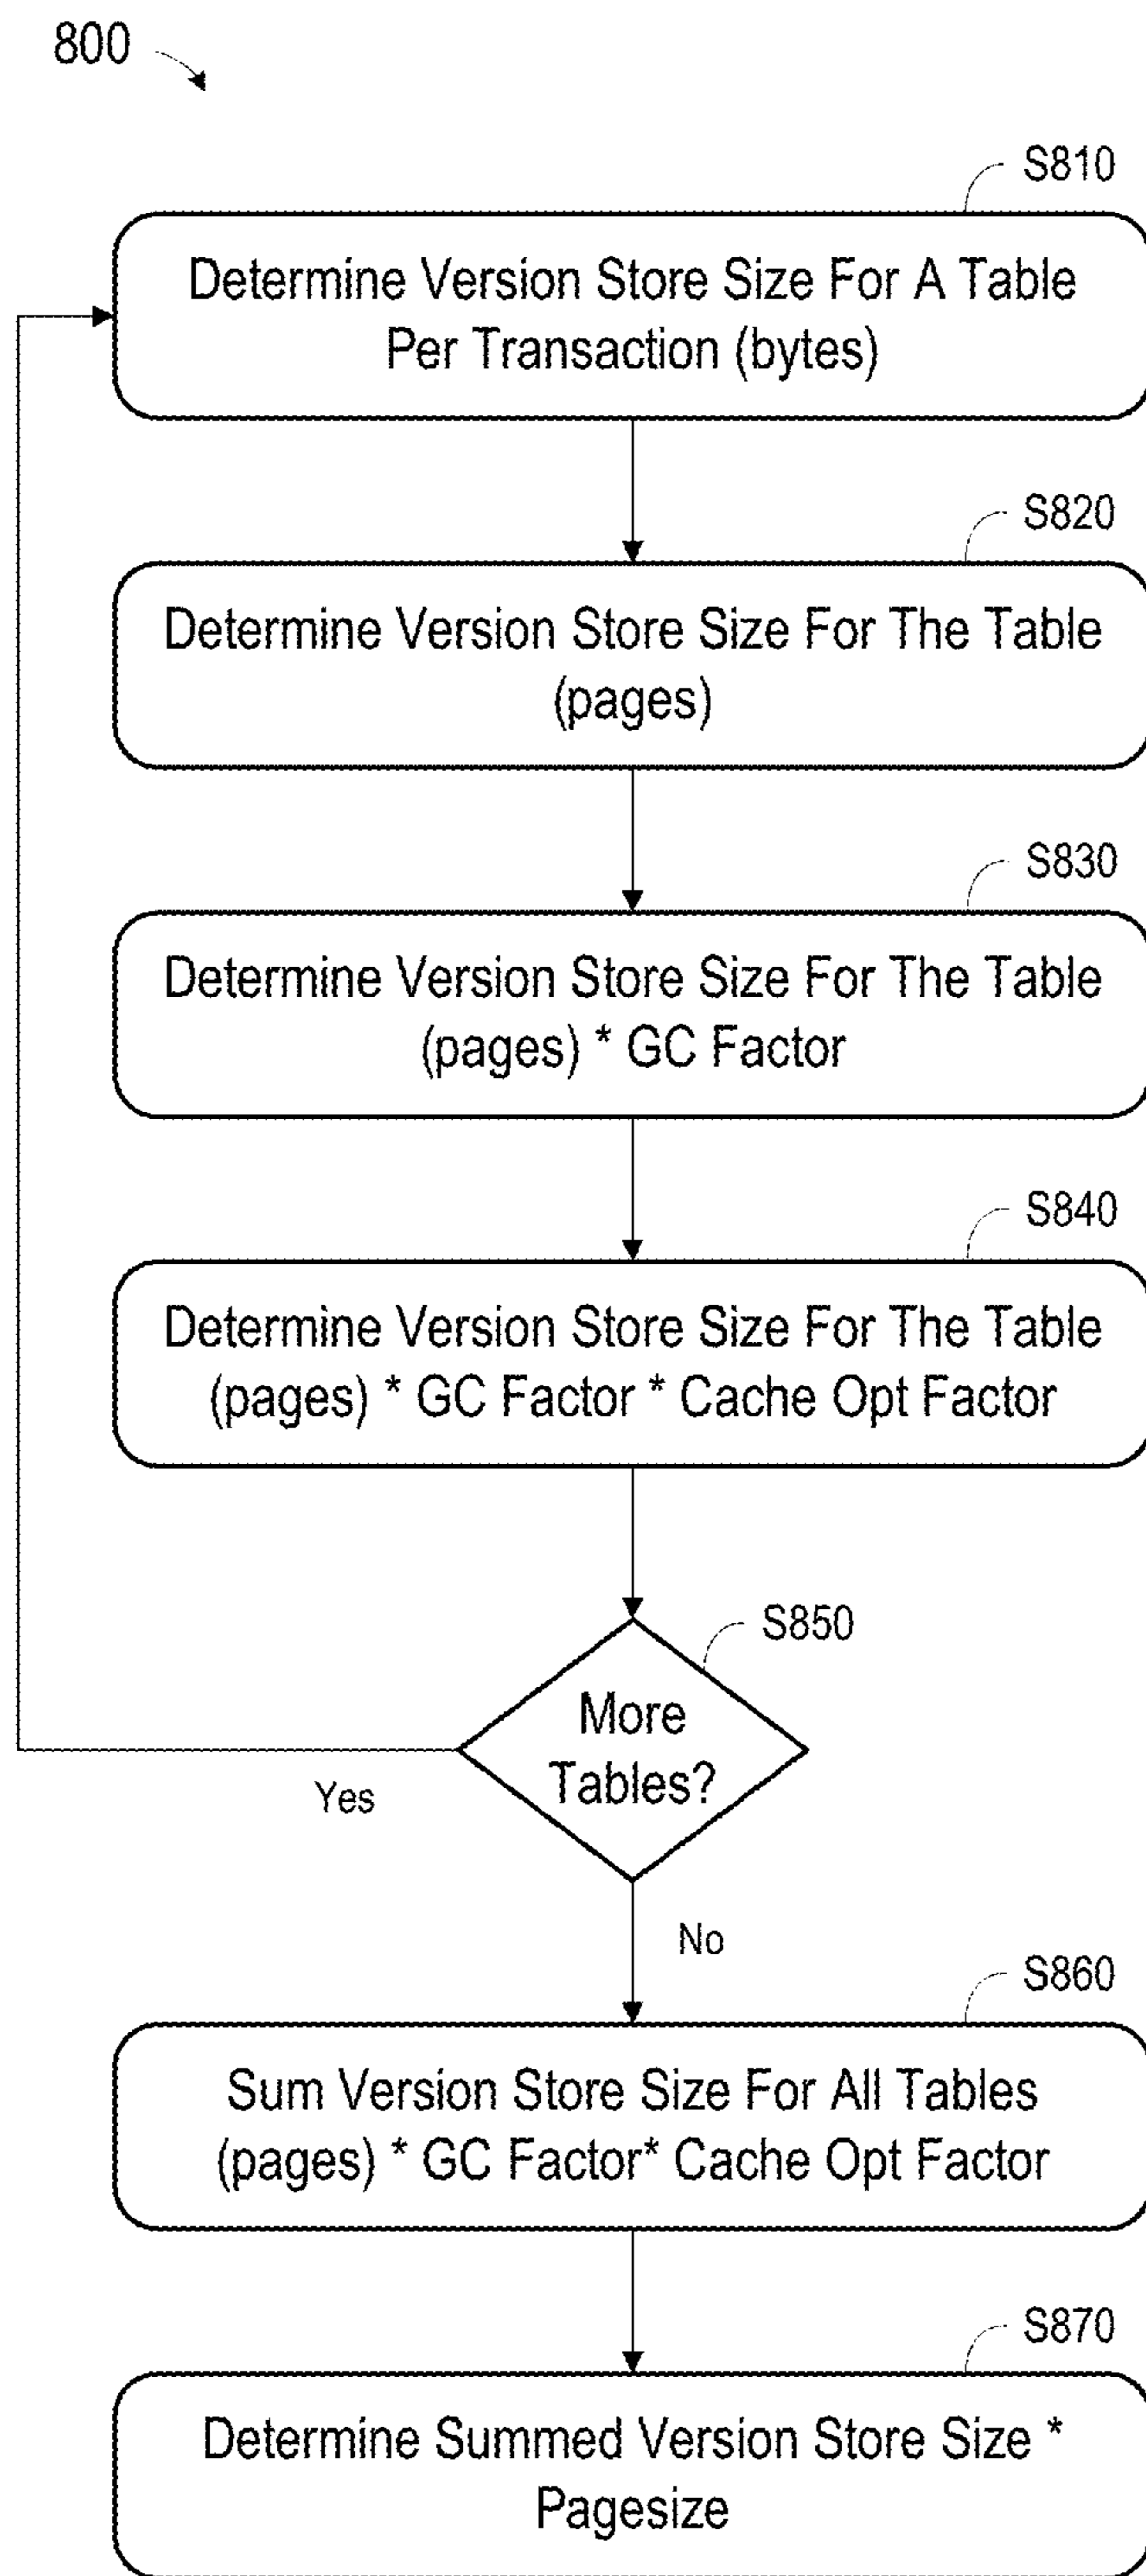 800
S810
Determine Version Store Size For A Table
Per Transaction (bytes)
S820
Determine Version Store Size For The Table
(pages)
S830
Determine Version Store Size For The Table
(pages) * GC Factor
S840
Determine Version Store Size For The Table
(pages) * GC Factor * Cache Opt Factor
S850
More
Tables?
Yes
No
S860
Sum Version Store Size For All Tables
(pages) * GC Factor* Cache Opt Factor
S870
Determine Summed Version Store Size *
Pagesize